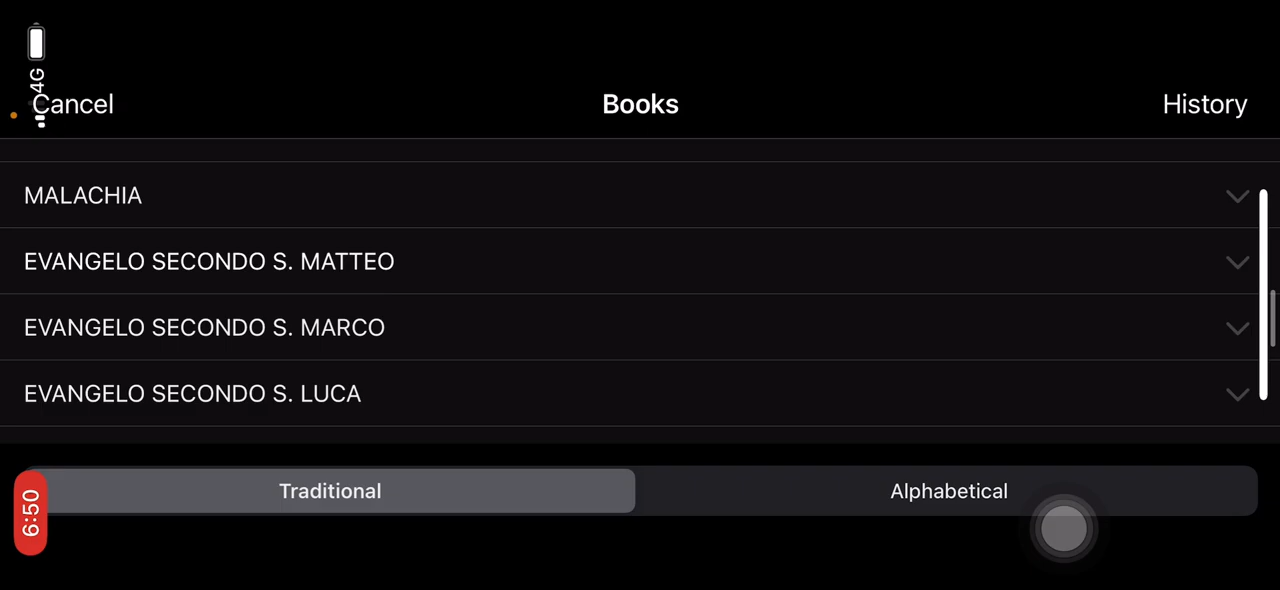 4G
Cancel
Books
History
MALACHIA
EVANGELO SECONDO S. MATTEO
EVANGELO SECONDO S. MARCO
EVANGELO SECONDO S. LUCA
Traditional
Alphabetical
6:50